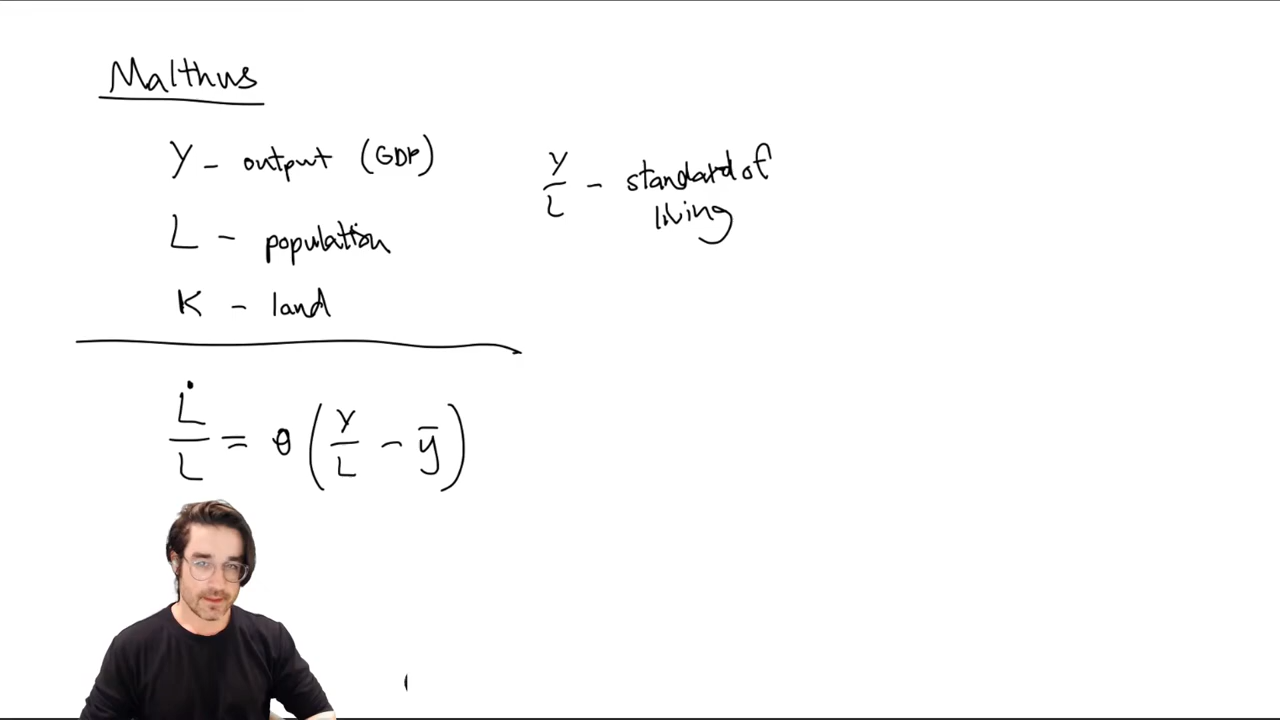 Malthus
Y - output (GDP)
L - population
K - land
Y/L - standard of
living
L̇/L = θ (Y/L - ȳ)